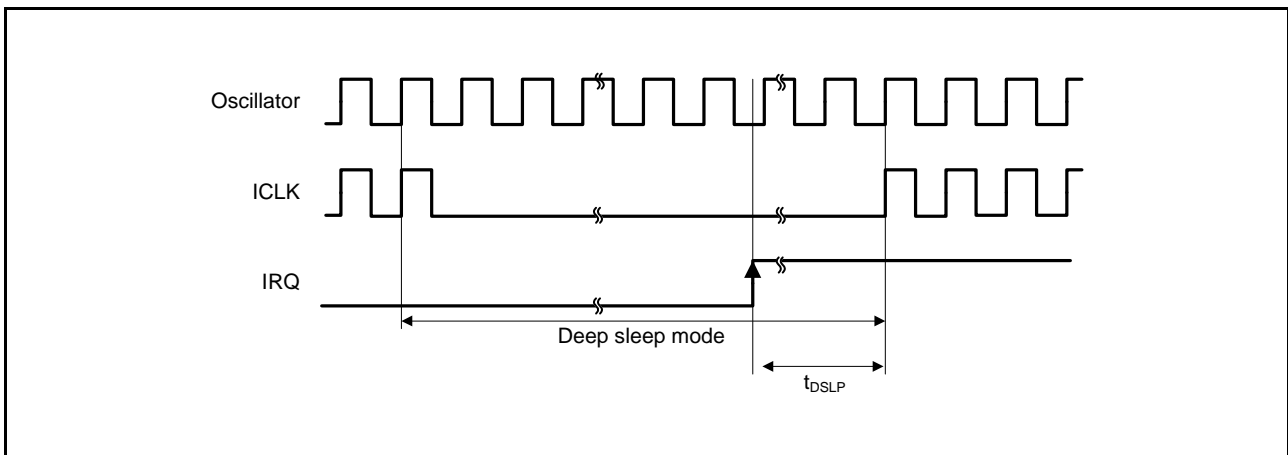 Oscillator
ICLK
IRQ
Deep sleep mode
tDSLP